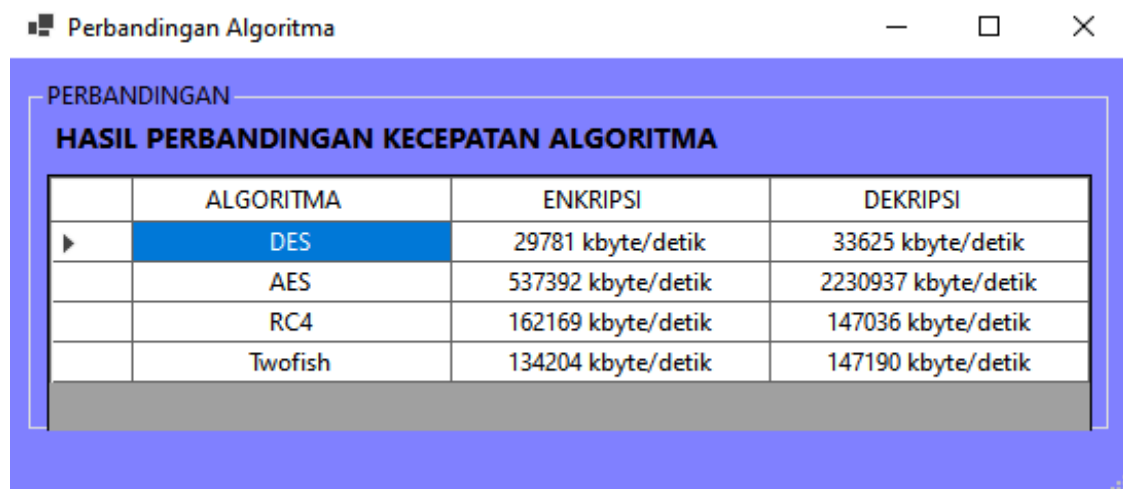 Perbandingan Algoritma
PERBANDINGAN
HASIL PERBANDINGAN KECEPATAN ALGORITMA
ALGORITMA ENKRIPSI DEKRIPSI
DES 29781 kbyte/detik 33625 kbyte/detik
AES 537392 kbyte/detik 2230937 kbyte/detik
RC4 162169 kbyte/detik 147036 kbyte/detik
Twofish 134204 kbyte/detik 147190 kbyte/detik